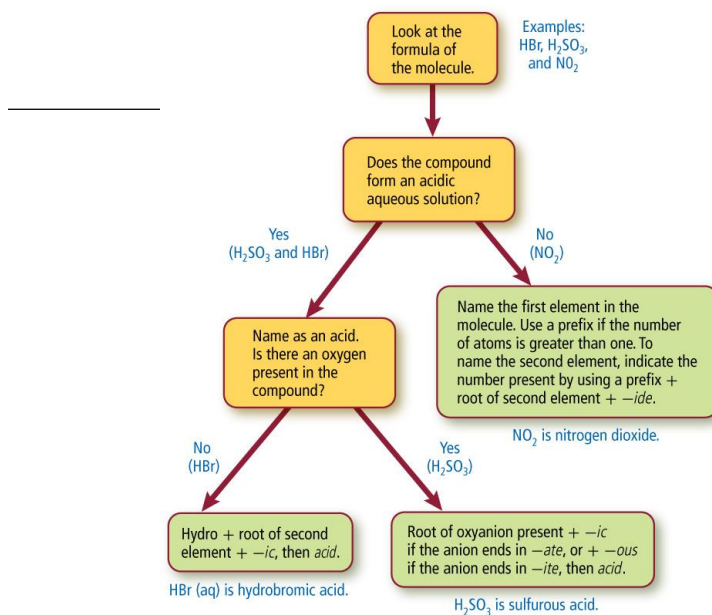 Look at the
formula of
the molecule.
Examples:
HBr, H₂SO₃,
and N0₂
Does the compound
form an acidic
aqueous solution?
Yes
(H₂SO₃ and HBr)
No
(NO₂)
Name as an acid.
Is there an oxygen
present in the
compound?
Name the first element in the
molecule. Use a prefix if the number
of atoms is greater than one. To
name the second element, indicate the
number present by using a prefix +
root of second element + –ide.
NO₂ is nitrogen dioxide.
No
(HBr)
Yes
(H₂SO₃)
Hydro + root of second
element + –ic, then acid.
HBr (aq) is hydrobromic acid.
Root of oxyanion present + –ic
if the anion ends in –ate, or + –ous
if the anion ends in –ite, then acid.
H₂SO₃ is sulfurous acid.